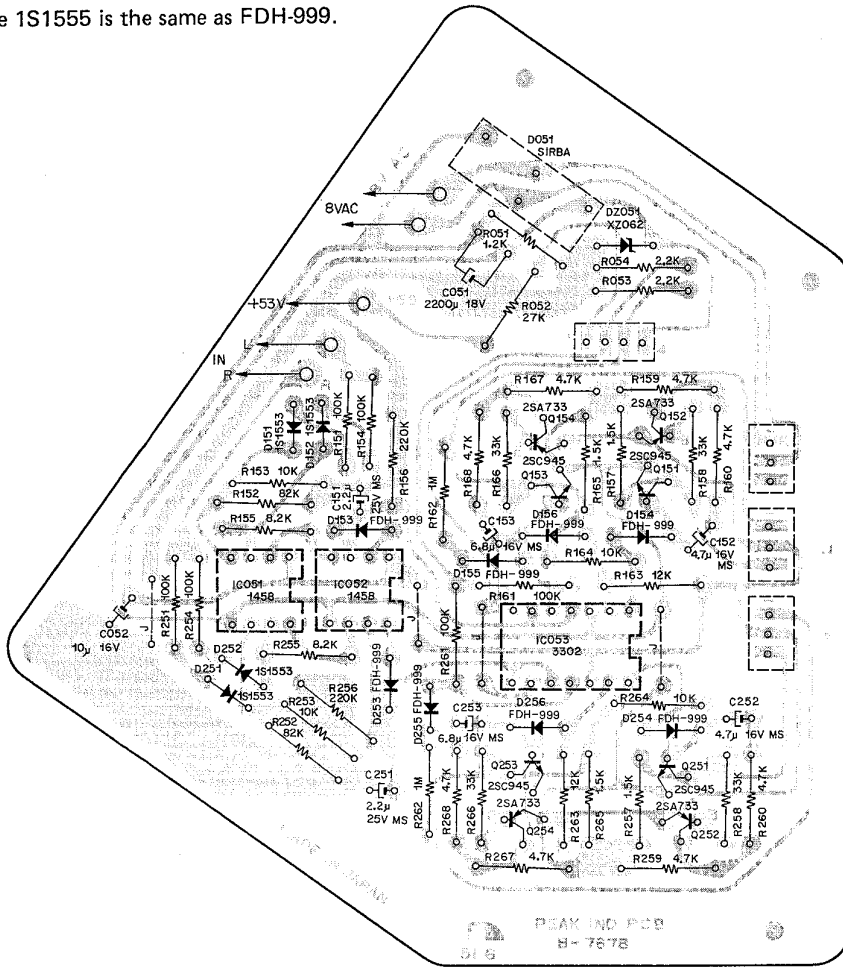 e 1S1555 is the same as FDH-999.
D051
SIRBA
8VAC
DZ051
XZ062
R051
1.2K
R054 2.2K
R053 2.2K
C051
2200μ 18V
R052
27K
+53V
L
IN
R
R167 4.7K
R159 4.7K
2SA733
Q154
2SA733
Q152
D151
1S1553
D152 1S1553
R151 100K
R154 100K
R156 220K
R162 1M
R168 4.7K
R166 33K
2SC945
Q153
R165 1.5K
R157 1.5K
2SC945
Q151
R158 33K
R160 4.7K
R153 10K
R152 82K
R155 8.2K
C151
2.2μ
25V MS
D153 FDH-999
C153
6.8μ 16V MS
D156
FDH-999
D154
FDH-999
C152
4.7μ 16V
MS
R164 10K
D155 FDH-999
R163 12K
R161 100K
IC051
1458
IC052
1458
J
J
R251 100K
R254 100K
C052
10μ 16V
R261 100K
IC053
3302
J
D252
1S1553
D251
1S1553
R255 8.2K
R256
220K
R253
10K
R252
82K
D253 FDH-999
D255 FDH-999
C253
6.8μ 16V MS
D256
FDH-999
R264 10K
D254 FDH-999
C252
4.7μ 16V MS
C251
2.2μ
25V MS
R262 1M
R268 4.7K
R266 33K
Q253
2SC945
2SA733
Q254
R263 12K
R265 1.5K
R257 1.5K
Q251
2SC945
2SA733
Q252
R258 33K
R260 4.7K
R267 4.7K
R259 4.7K
JAPAN
PEAK IND PCB
B-7678